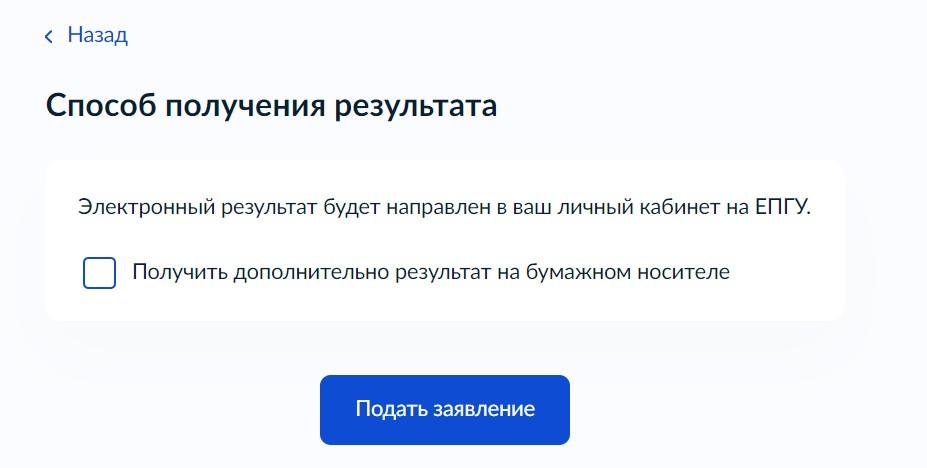 Назад
Способ получения результата
Электронный результат будет направлен в ваш личный кабинет на ЕПГУ.
Получить дополнительно результат на бумажном носителе
Подать заявление